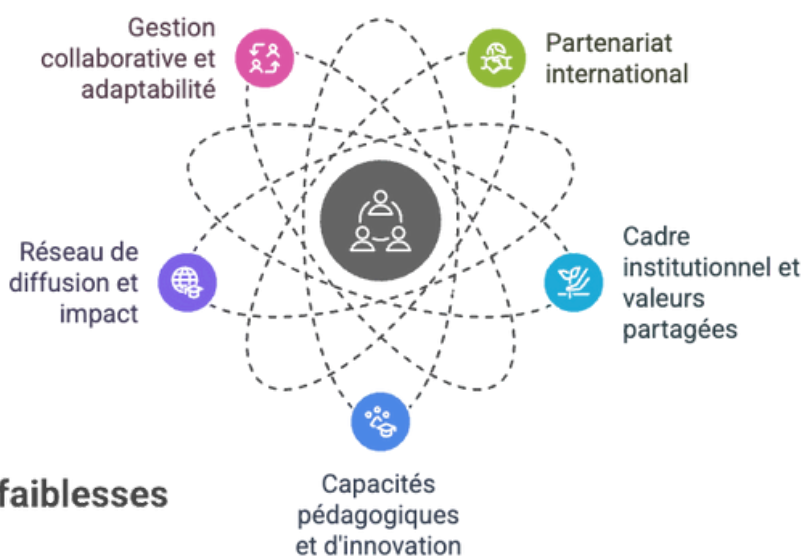 Gestion
collaborative et
adaptabilité
Partenariat
international
Réseau de
diffusion et
impact
Cadre
institutionnel et
valeurs
partagées
faiblesses
Capacités
pédagogiques
et d'innovation